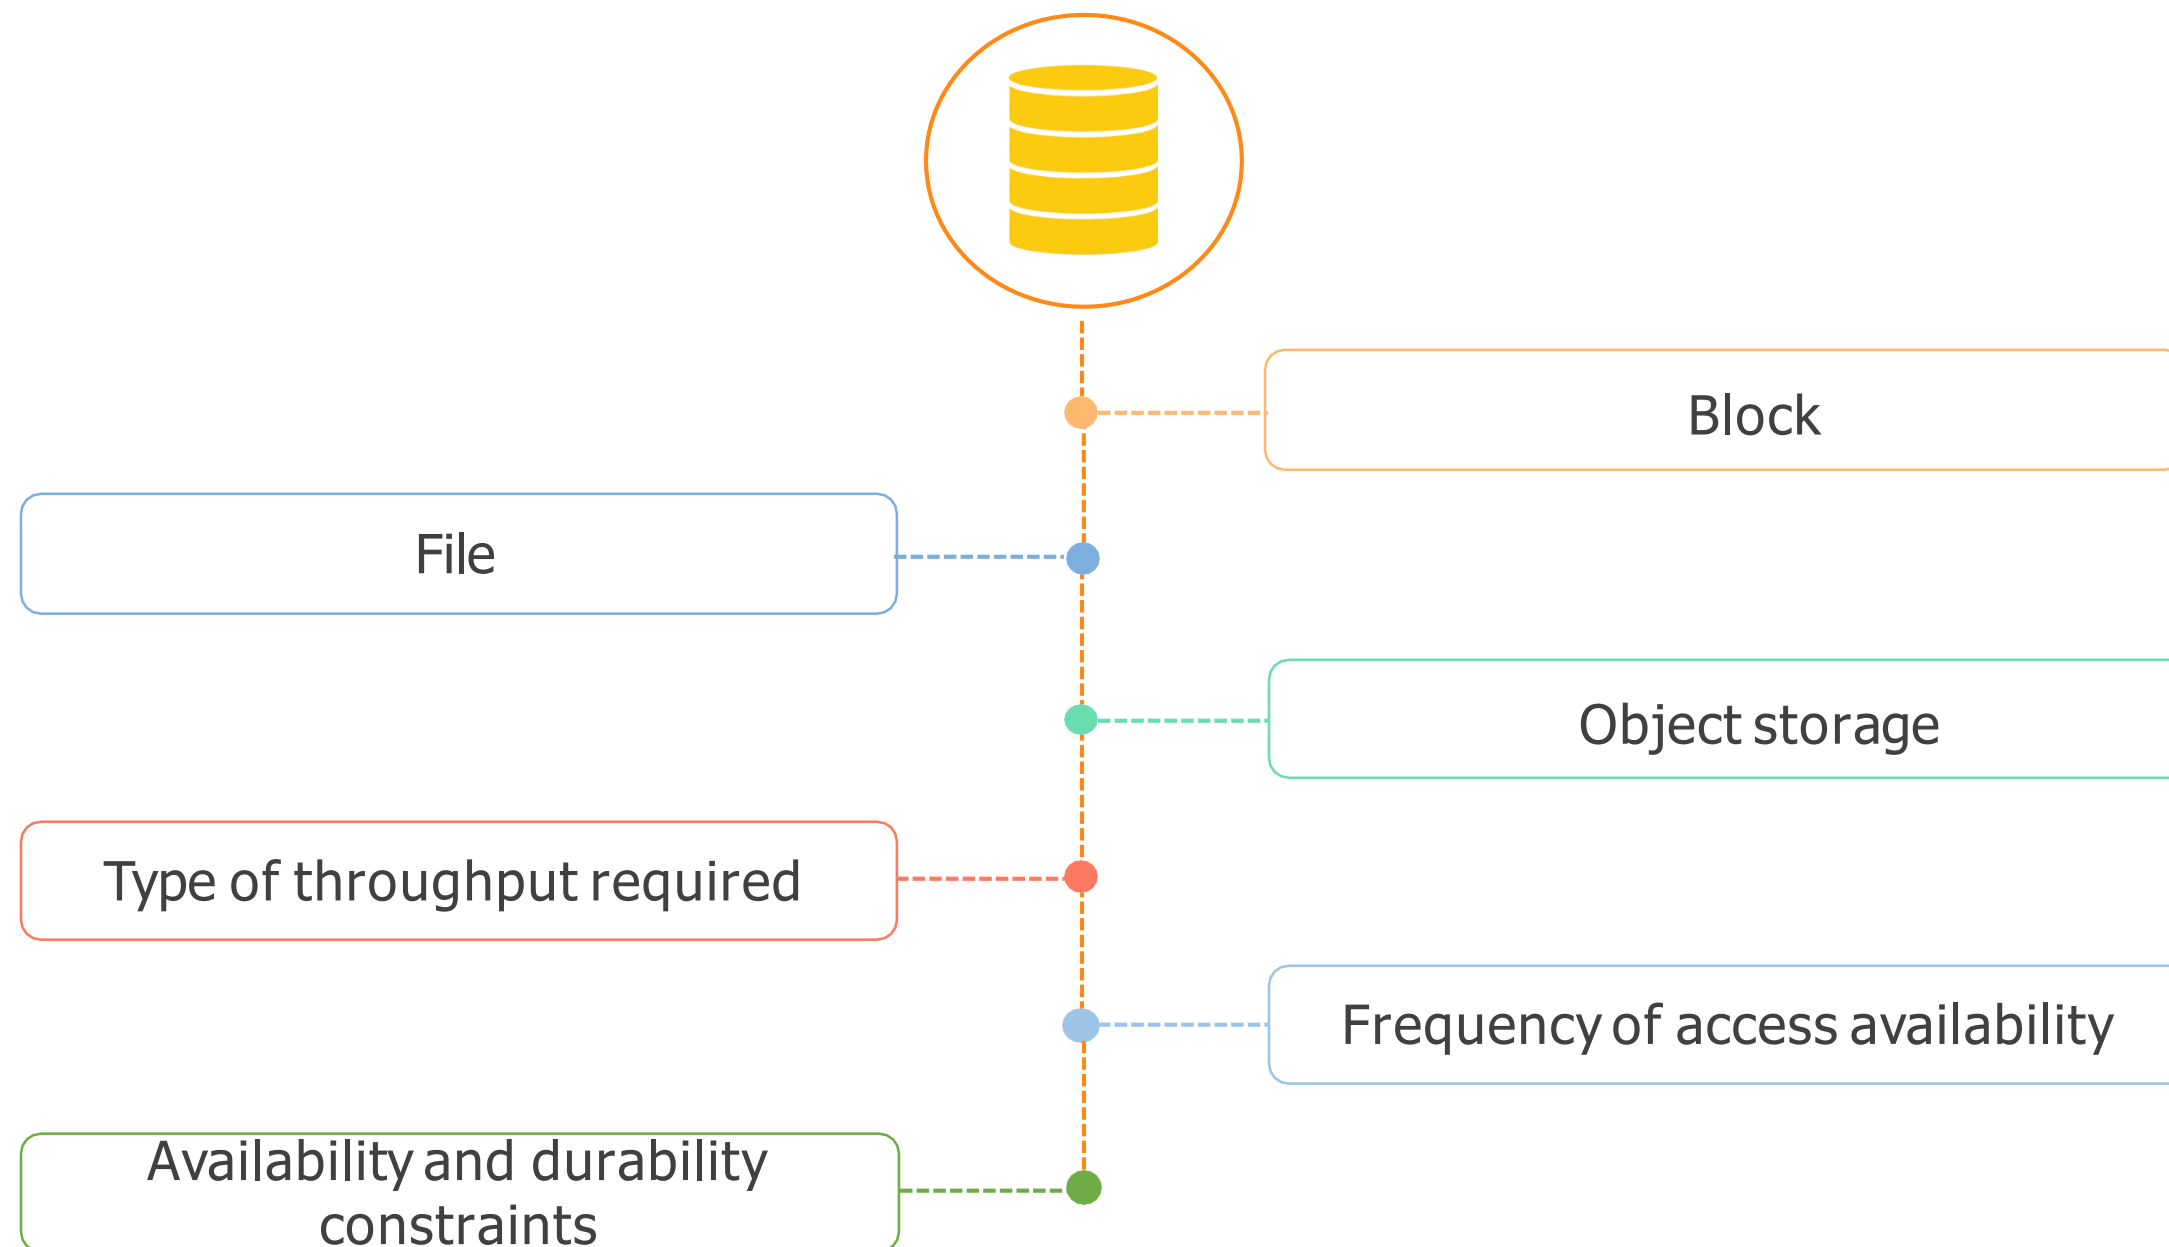 Block
File
Object storage
Type of throughput required
Frequency of access availability
Availability and durability
constraints